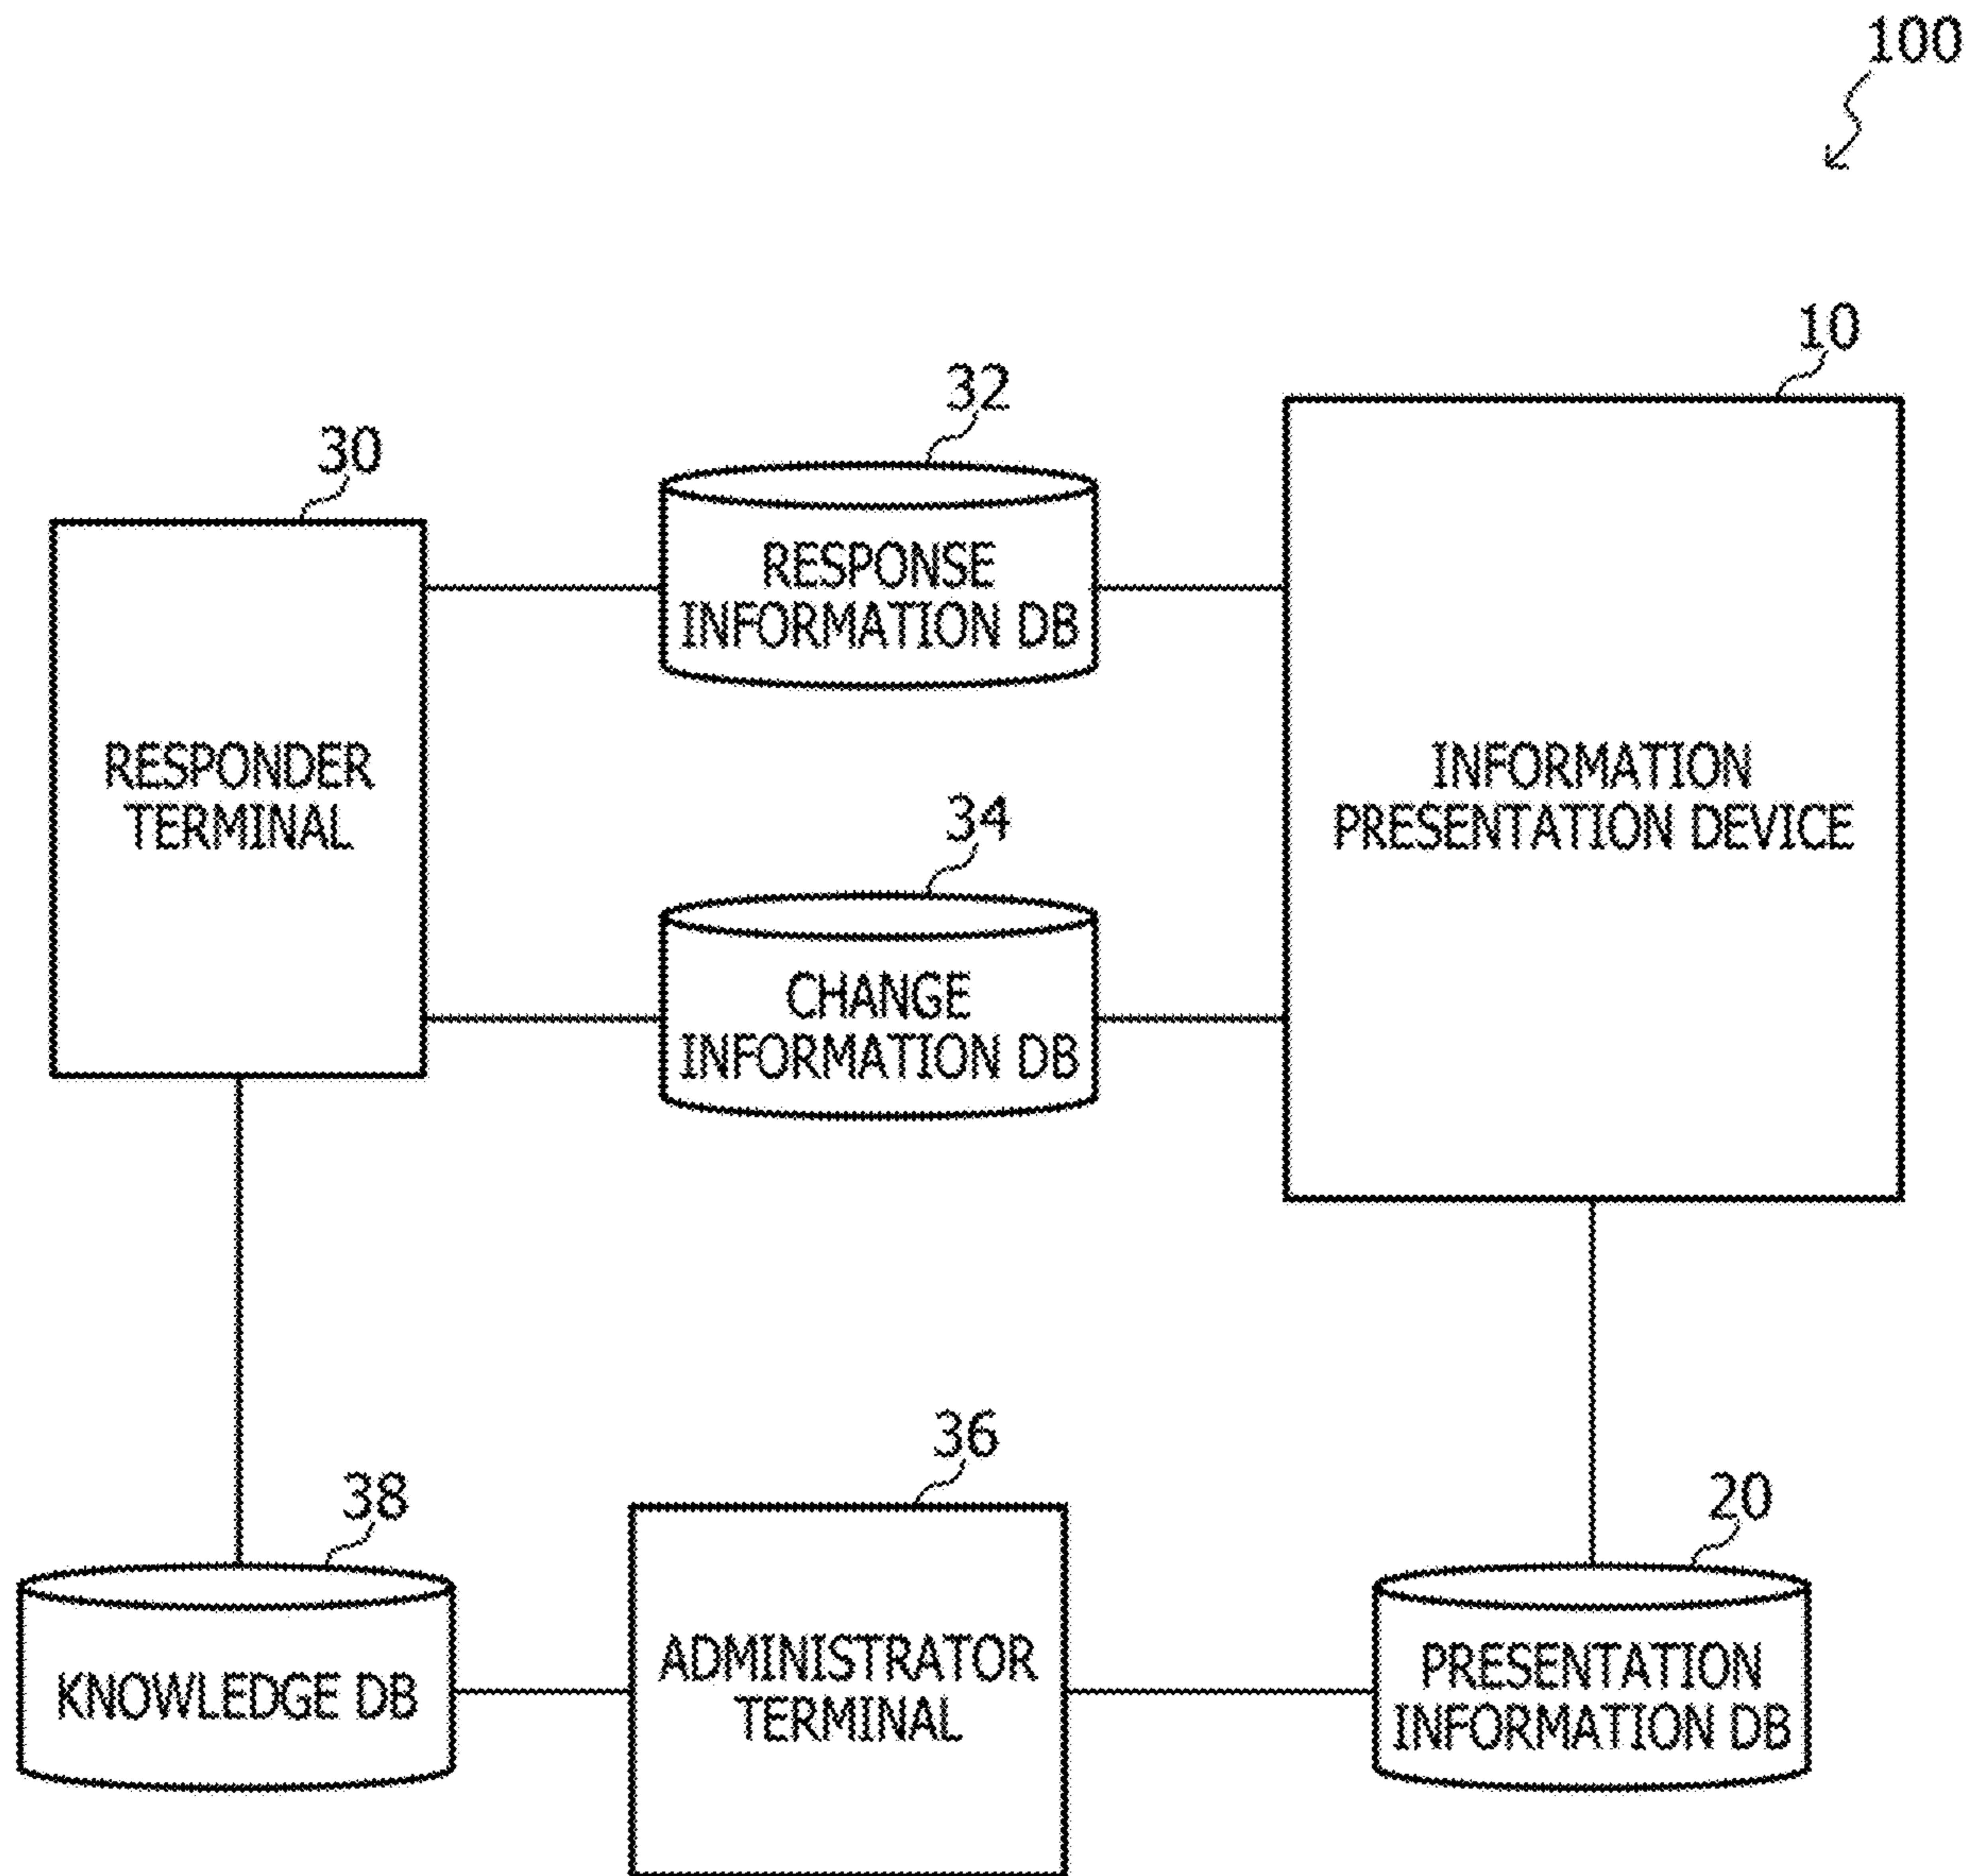 100
10
32
30
RESPONSE
INFORMATION DB
RESPONDER
TERMINAL
INFORMATION
PRESENTATION DEVICE
34
CHANGE
INFORMATION DB
36
38
20
KNOWLEDGE DB
ADMINISTRATOR
TERMINAL
PRESENTATION
INFORMATION DB